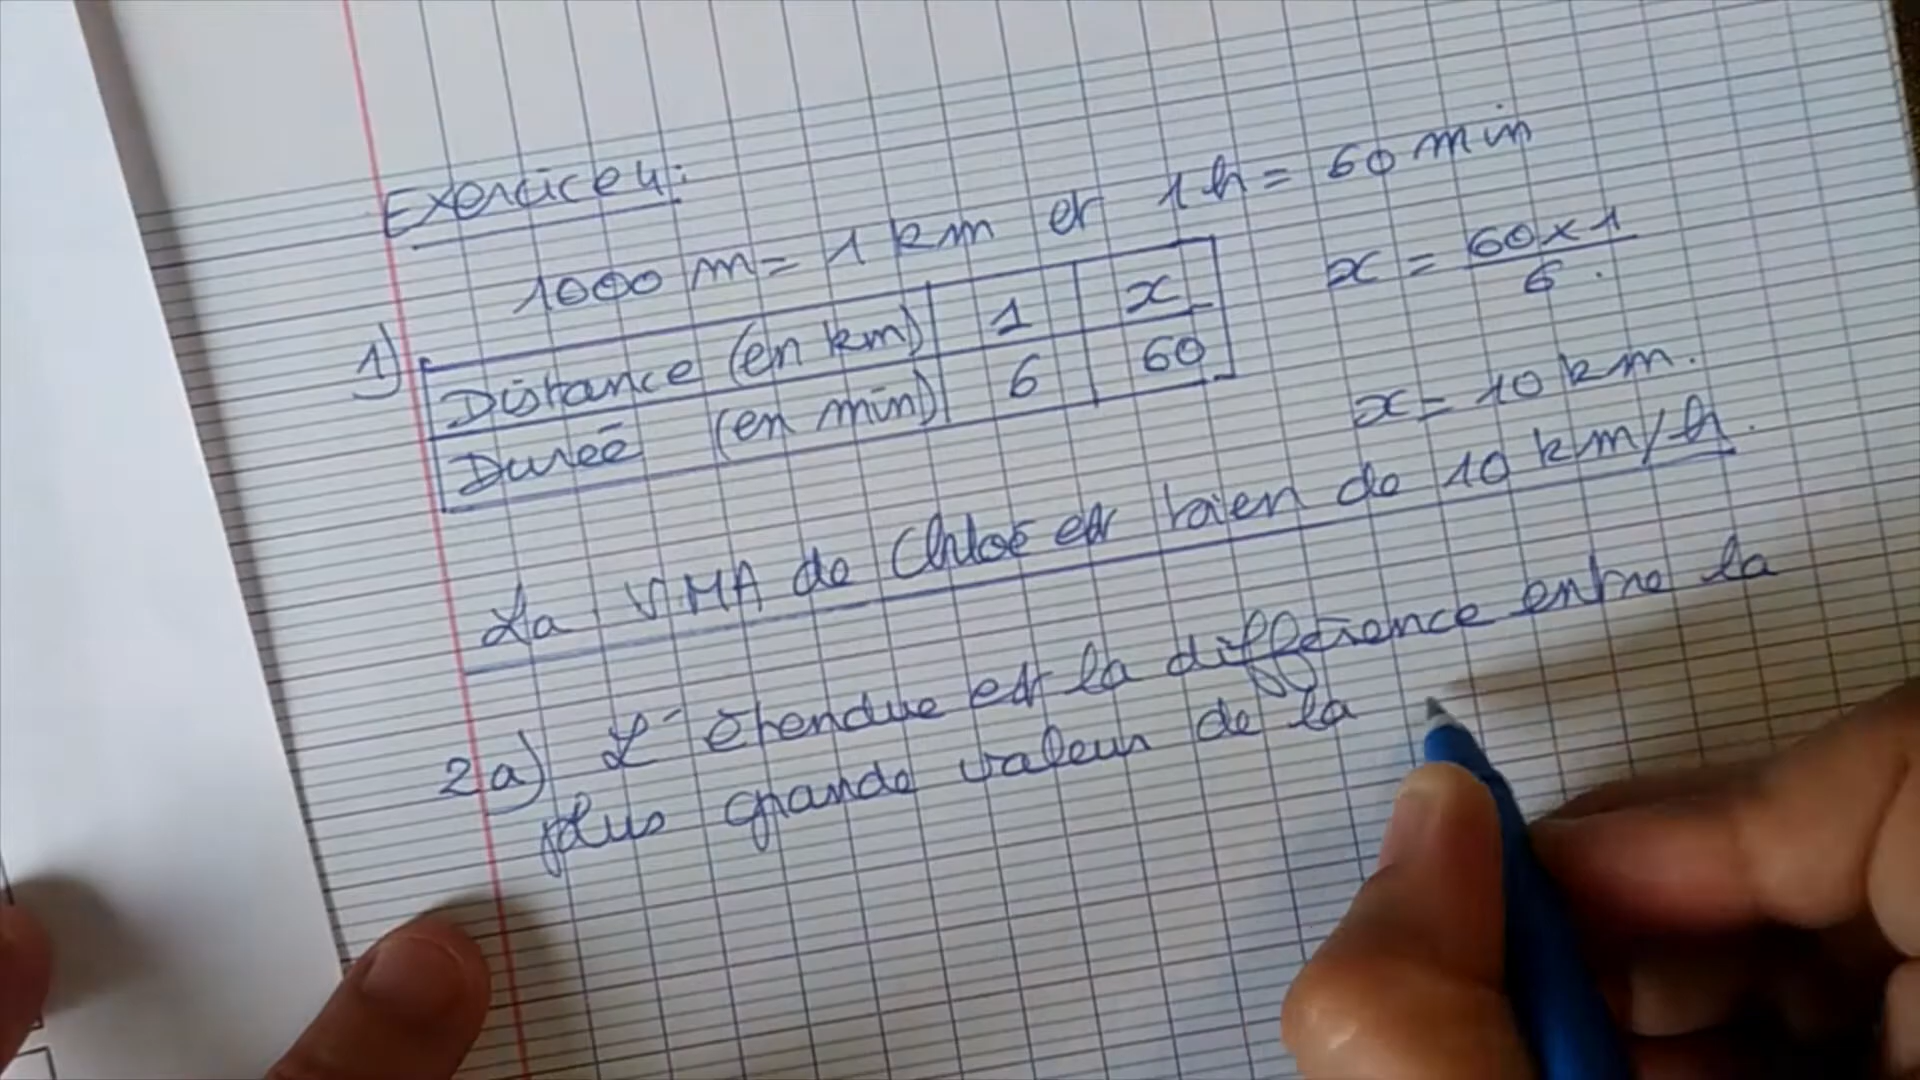 Exercice 4:
1000 m = 1 km et 1 h = 60 min
1) Distance (en km) 1 x
Durée (en min) 6 60
x = 60 x 1 / 6.
x = 10 km.
La VMA de Chloé est bien de 10 km/h.
2 a) L'étendue est la différence entre la
plus grande valeur de la